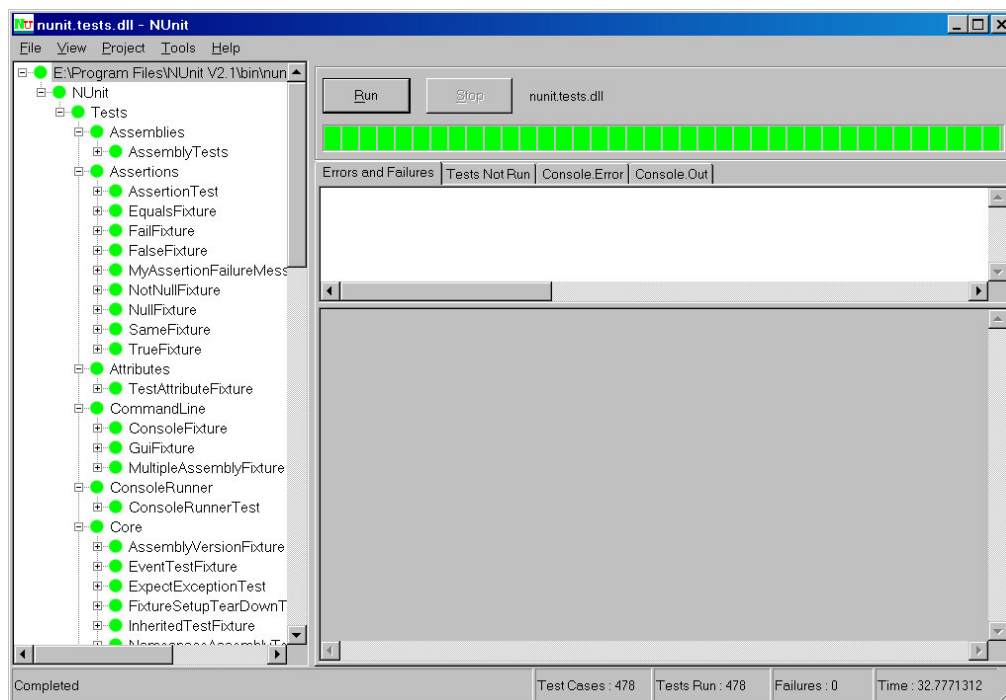 NU nunit.tests.dll - NUnit
File View Project Tools Help
E:\Program Files\NUnit V2.1\bin\nun
NUnit
Tests
Assemblies
AssemblyTests
Assertions
AssertionTest
EqualsFixture
FailFixture
FalseFixture
MyAssertionFailureMess
NotNullFixture
NullFixture
SameFixture
TrueFixture
Attributes
TestAttributeFixture
CommandLine
ConsoleFixture
GuiFixture
MultipleAssemblyFixture
ConsoleRunner
ConsoleRunnerTest
Core
AssemblyVersionFixture
EventTestFixture
ExpectExceptionTest
FixtureSetupTearDownT
InheritedTestFixture
Run Stop nunit.tests.dll
Errors and Failures Tests Not Run Console.Error Console.Out
Completed Test Cases : 478 Tests Run : 478 Failures : 0 Time : 32.7771312